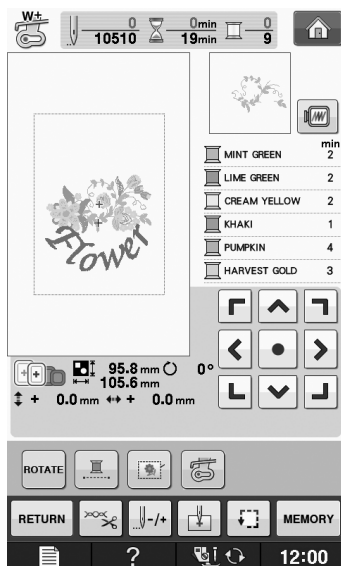 W+
0 0min 0
10510 19min 9
min
MINT GREEN 2
LIME GREEN 2
CREAM YELLOW 2
KHAKI 1
PUMPKIN 4
HARVEST GOLD 3
Flower
95.8 mm 0°
105.6 mm
+ 0.0 mm + 0.0 mm
ROTATE
RETURN -/+ MEMORY
? 12:00